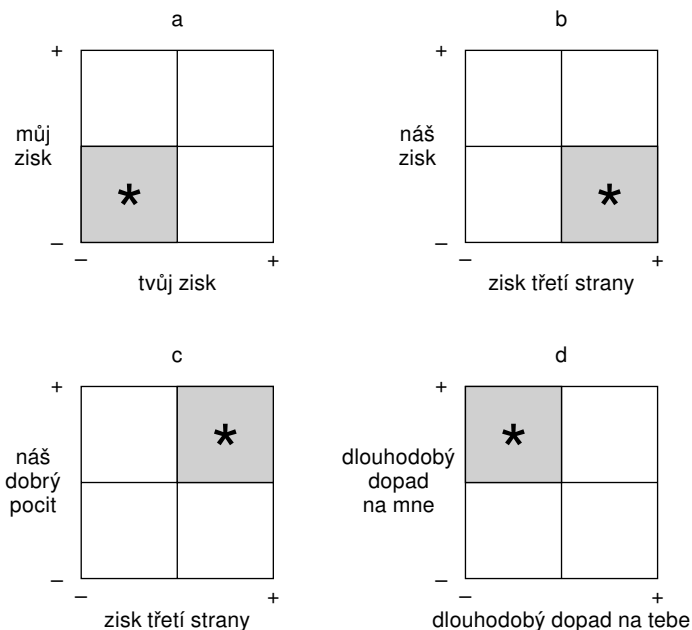 a
+
můj
zisk
*
–
–
+
tvůj zisk
b
+
náš
zisk
*
–
–
+
zisk třetí strany
c
+
náš
dobrý
pocit
*
–
–
+
zisk třetí strany
d
+
dlouhodobý
dopad
na mne
*
–
–
+
dlouhodobý dopad na tebe